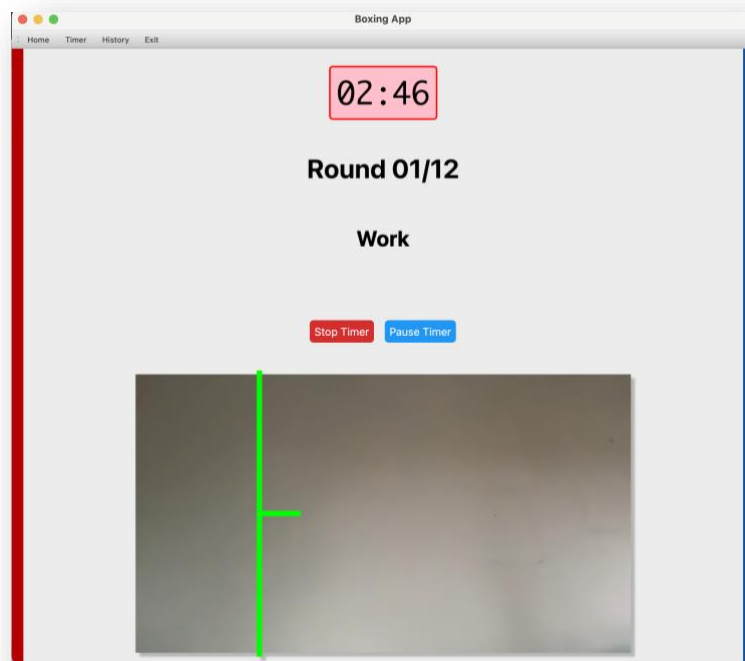 Boxing App
Home Timer History Exit
02:46
Round 01/12
Work
Stop Timer Pause Timer